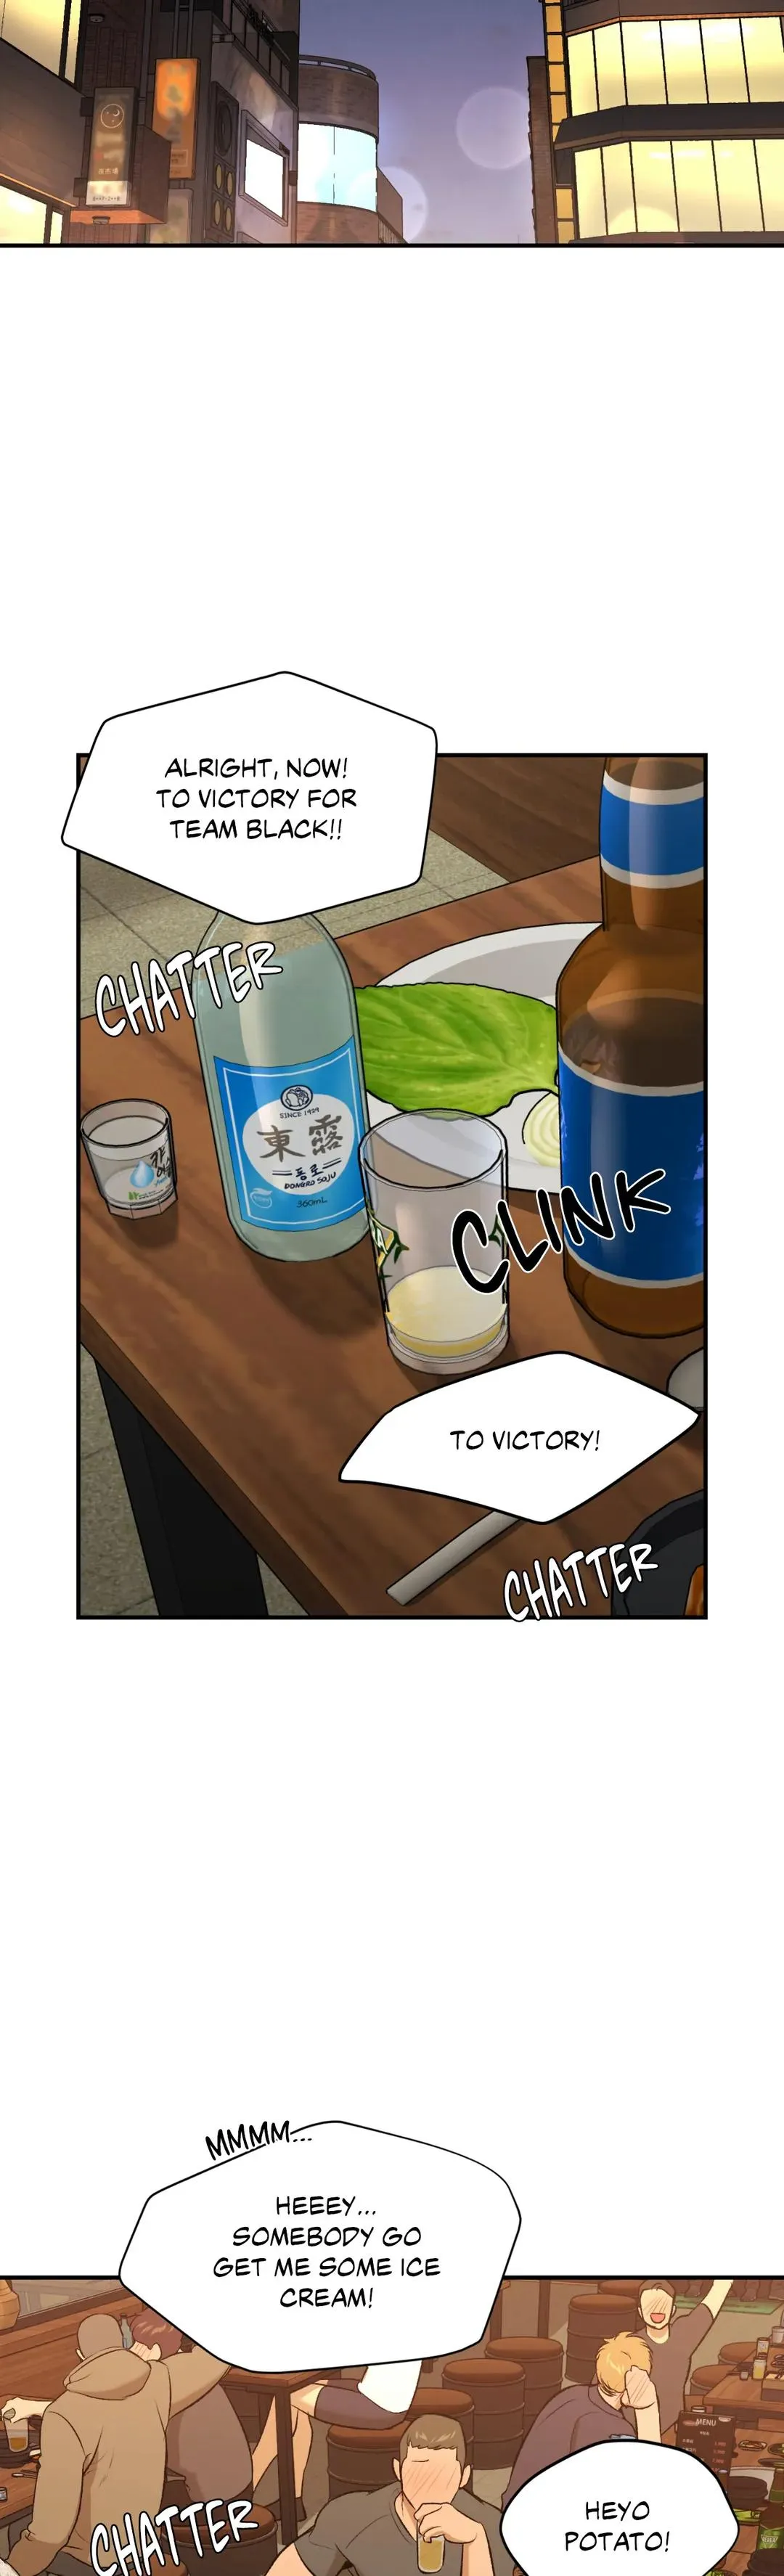 ALRIGHT, NOW!
TO VICTORY FOR
TEAM BLACK!!
CHATTER
SINCE 1929
東露
동로
DONGRO SOJU
360mL
CLINK
TO VICTORY!
CHATTER
MMMM...
HEEEY...
SOMEBODY GO
GET ME SOME ICE
CREAM!
MENU
HEYO
POTATO!
CHATTER